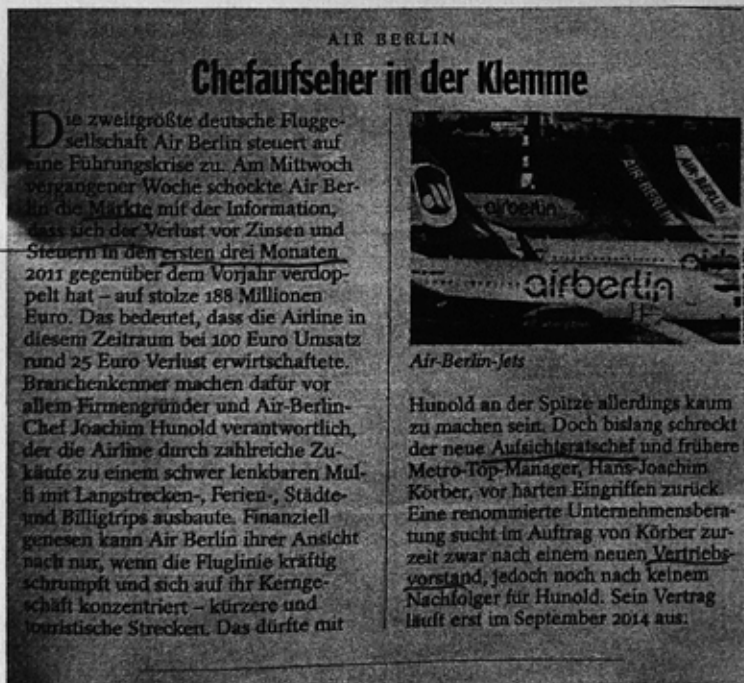 AIR BERLIN
Chefaufseher in der Klemme
Die zweitgrößte deutsche Flugge-
sellschaft Air Berlin steuert auf
eine Führungskrise zu. Am Mittwoch
vergangener Woche schockte Air Ber-
lin die Märkte mit der Information,
dass sich der Verlust vor Zinsen und
Steuern in den ersten drei Monaten
2011 gegenüber dem Vorjahr verdop-
pelt hat – auf stolze 188 Millionen
Euro. Das bedeutet, dass die Airline in
diesem Zeitraum bei 100 Euro Umsatz
rund 25 Euro Verlust erwirtschaftete.
Branchenkenner machen dafür vor
allem Firmengründer und Air-Berlin-
Chef Joachim Hunold verantwortlich,
der die Airline durch zahlreiche Zu-
käufe zu einem schwer lenkbaren Mul-
ti mit Langstrecken-, Ferien-, Städte-
und Billigtrips ausbaute. Finanziell
genesen kann Air Berlin ihrer Ansicht
nach nur, wenn die Fluglinie kräftig
schrumpft und sich auf ihr Kernge-
schäft konzentriert – kürzere und
touristische Strecken. Das dürfte mit
airberlin
AIR-BERLIN
AIR-BERLIN
airberlin
Air-Berlin-Jets
Hunold an der Spitze allerdings kaum
zu machen sein. Doch bislang schreckt
der neue Aufsichtsratschef und frühere
Metro-Top-Manager, Hans-Joachim
Körber, vor harten Eingriffen zurück.
Eine renommierte Unternehmensbera-
tung sucht im Auftrag von Körber zur-
zeit zwar nach einem neuen Vertriebs-
vorstand, jedoch noch nach keinem
Nachfolger für Hunold. Sein Vertrag
läuft erst im September 2014 aus.